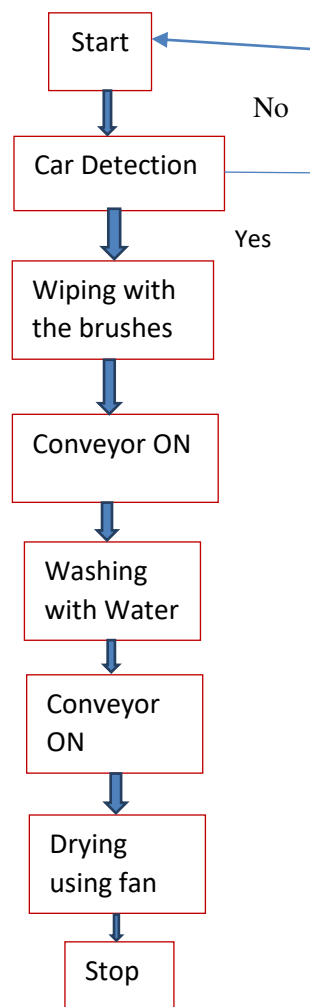 Start
No
Car Detection
Yes
Wiping with
the brushes
Conveyor ON
Washing
with Water
Conveyor
ON
Drying
using fan
Stop